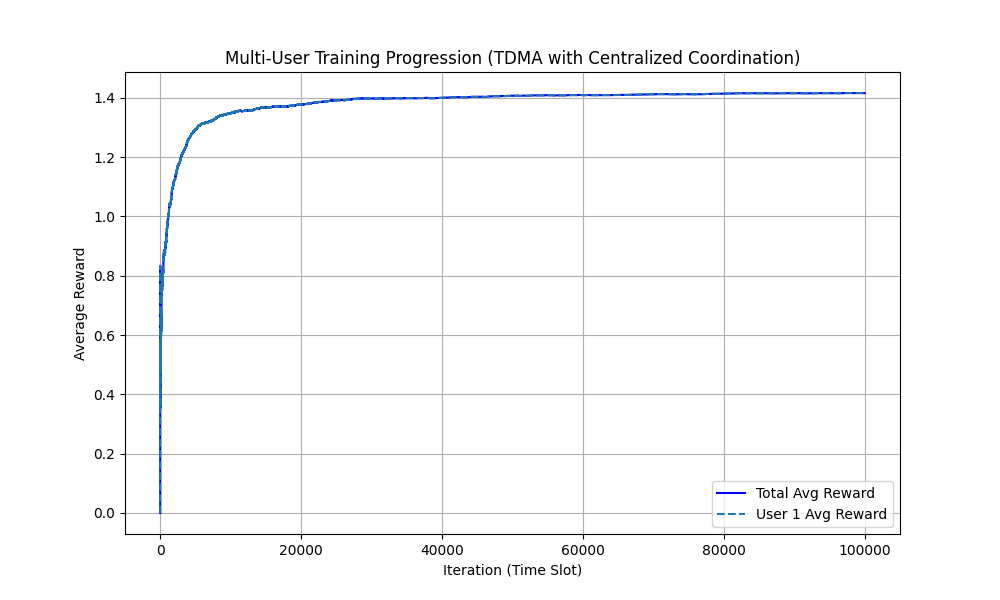 Multi-User Training Progression (TDMA with Centralized Coordination)
Average Reward
1.4
1.2
1.0
0.8
0.6
0.4
0.2
0.0
Total Avg Reward
User 1 Avg Reward
0 20000 40000 60000 80000 100000
Iteration (Time Slot)